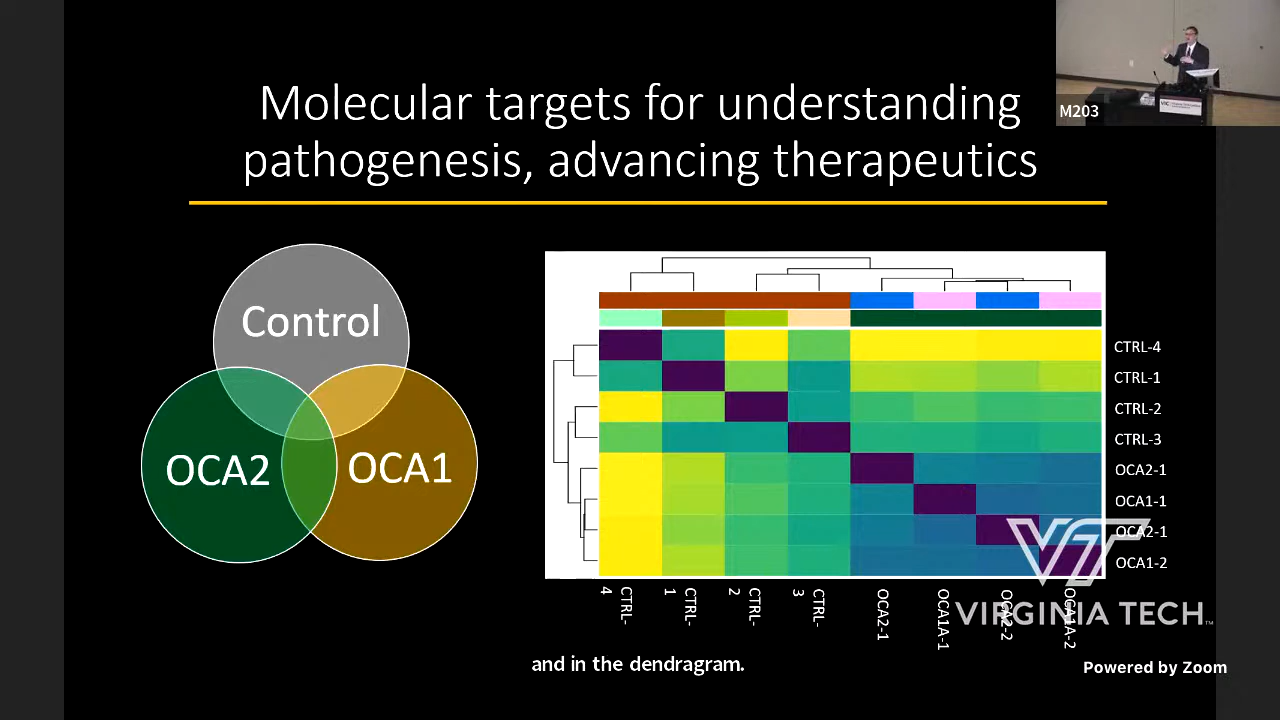 Molecular targets for understanding
pathogenesis, advancing therapeutics
M203
Control
OCA2
OCA1
CTRL-4
CTRL-1
CTRL-2
CTRL-3
OCA2-1
OCA1-1
OCA2-1
OCA1-2
CTRL-
4
CTRL-
1
CTRL-
2
CTRL-
3
OCA2-1
OCA1A-1
OCA2-2
OCA1A-2
VT
VIRGINIA TECH™
and in the dendragram.
Powered by Zoom